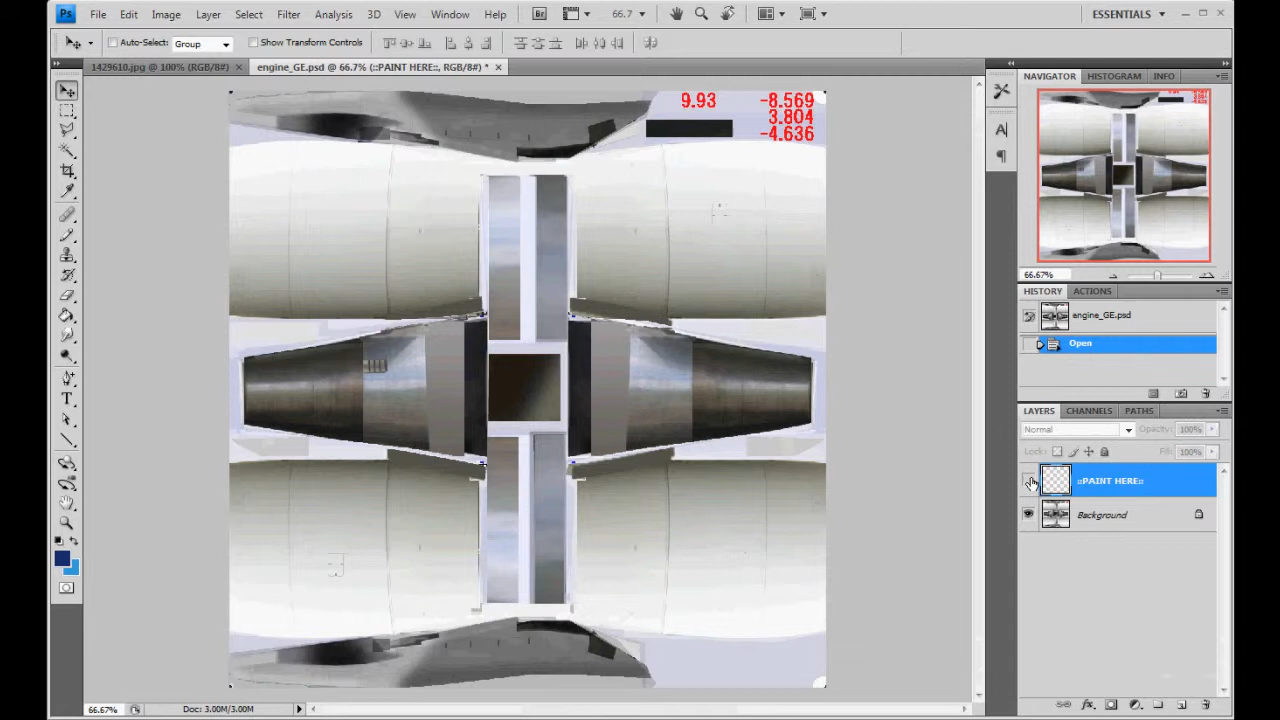 Ps File Edit Image Layer Select Filter Analysis 3D View Window Help Br 66.7 ESSENTIALS
Auto-Select: Group Show Transform Controls
1429610.jpg @ 100% (RGB/8#) engine_GE.psd @ 66.7% (::PAINT HERE::, RGB/8#) *
NAVIGATOR HISTOGRAM INFO
9.93 -8.569
3.804
-4.636
66.67%
HISTORY ACTIONS
engine_GE.psd
Open
LAYERS CHANNELS PATHS
Normal Opacity: 100%
Lock: Fill: 100%
::PAINT HERE::
Background
66.67% Doc: 3.00M/3.00M